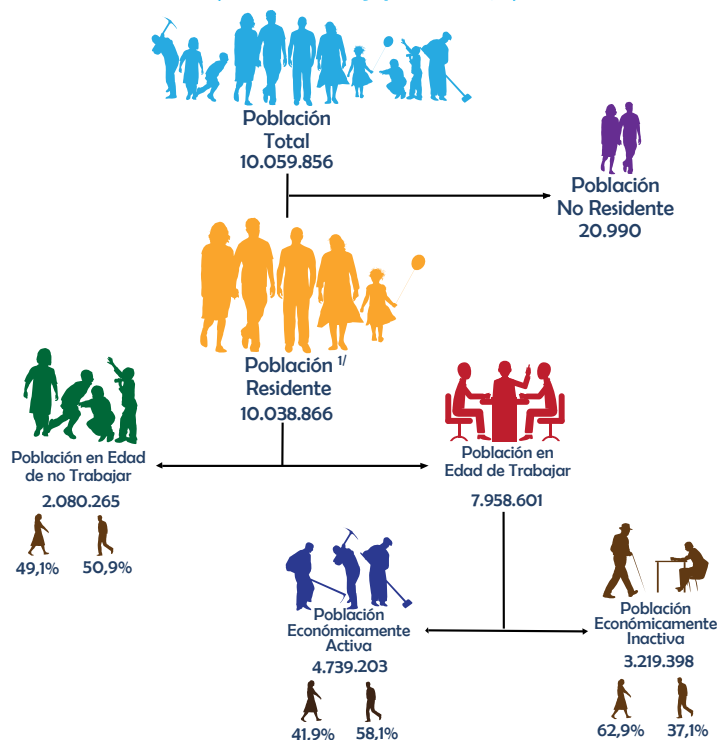 Población
Total
10.059.856
Población
No Residente
20.990
Población 1/
Residente
10.038.866
Población en Edad
de no Trabajar
2.080.265
49,1% 50,9%
Población en
Edad de Trabajar
7.958.601
Población
Económicamente
Activa
4.739.203
41,9% 58,1%
Población
Económicamente
Inactiva
3.219.398
62,9% 37,1%